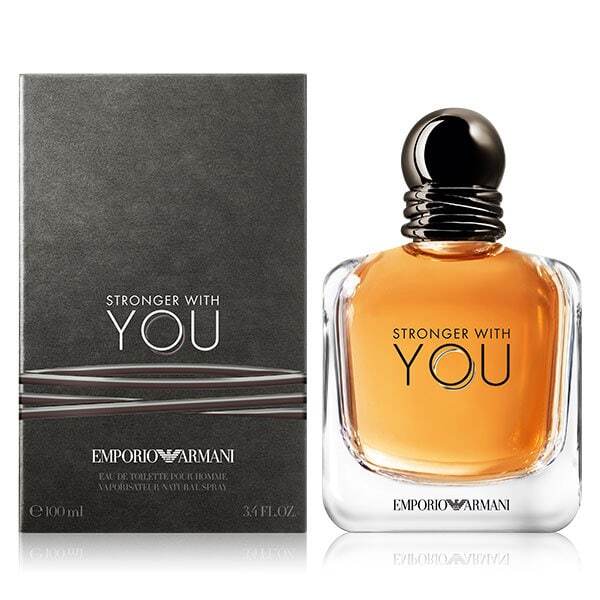 STRONGER WITH
YOU
EMPORIO ARMANI
EAU DE TOILETTE POUR HOMME
VAPORISATEUR NATURAL SPRAY
℮100 ml 3.4 FL.OZ.
STRONGER WITH
YOU
EMPORIO ARMANI